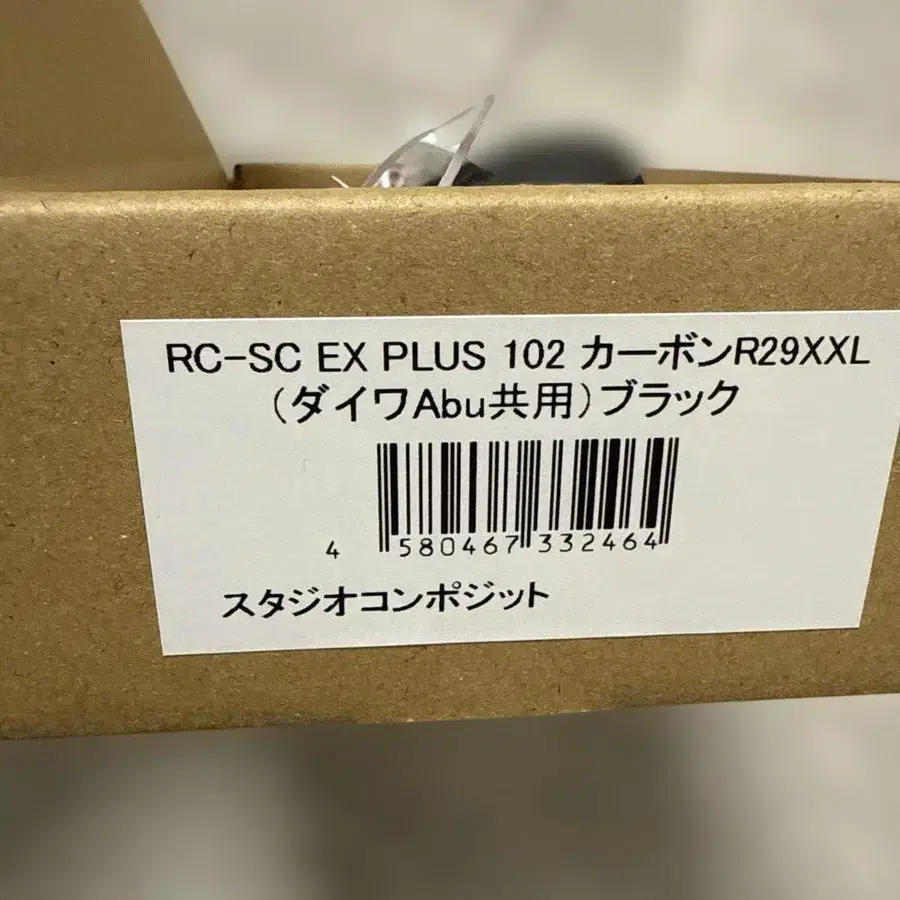 RC-SC EX PLUS 102 カーボンR29XXL
(ダイワAbu共用)ブラック
4 580467 332464
スタジオコンポジット